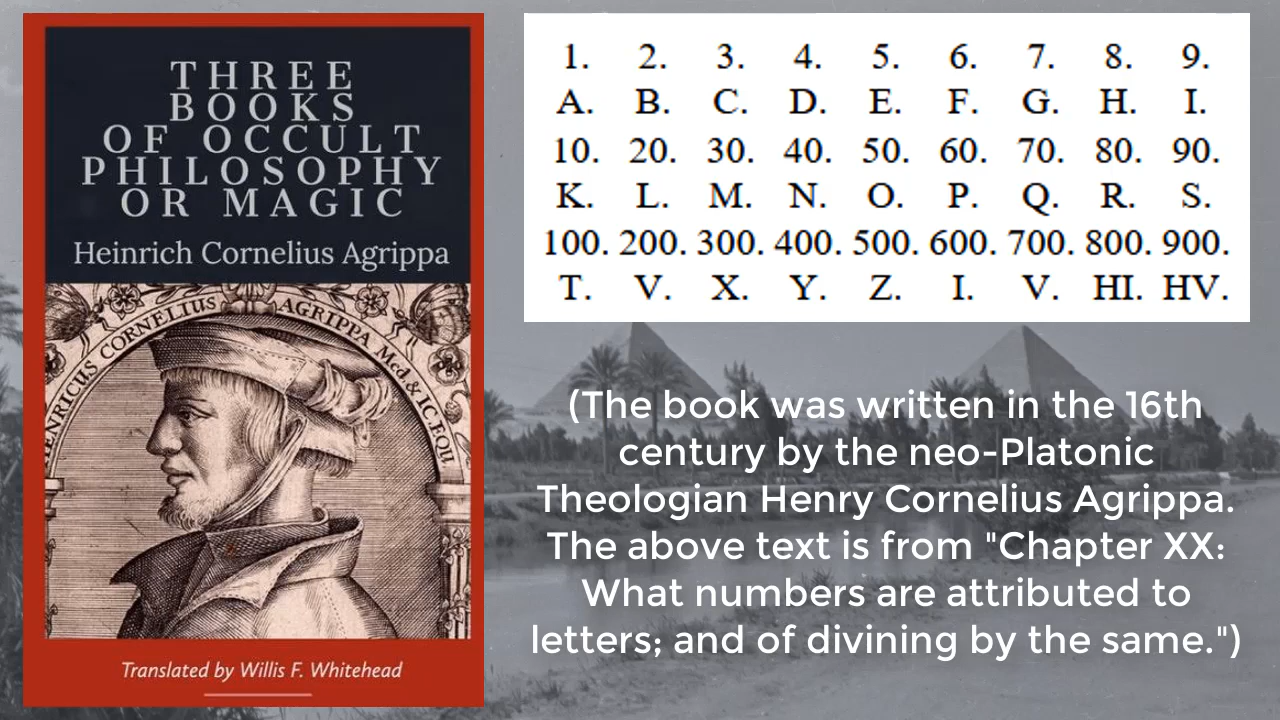 THREE
BOOKS
OF OCCULT
PHILOSOPHY
OR MAGIC
Heinrich Cornelius Agrippa
HENRICUS CORNELIUS AGRIPPA Med & IC. EQU
Translated by Willis F. Whitehead
1. 2. 3. 4. 5. 6. 7. 8. 9.
A. B. C. D. E. F. G. H. I.
10. 20. 30. 40. 50. 60. 70. 80. 90.
K. L. M. N. O. P. Q. R. S.
100. 200. 300. 400. 500. 600. 700. 800. 900.
T. V. X. Y. Z. I. V. HI. HV.
(The book was written in the 16th
century by the neo-Platonic
Theologian Henry Cornelius Agrippa.
The above text is from "Chapter XX:
What numbers are attributed to
letters; and of divining by the same.")